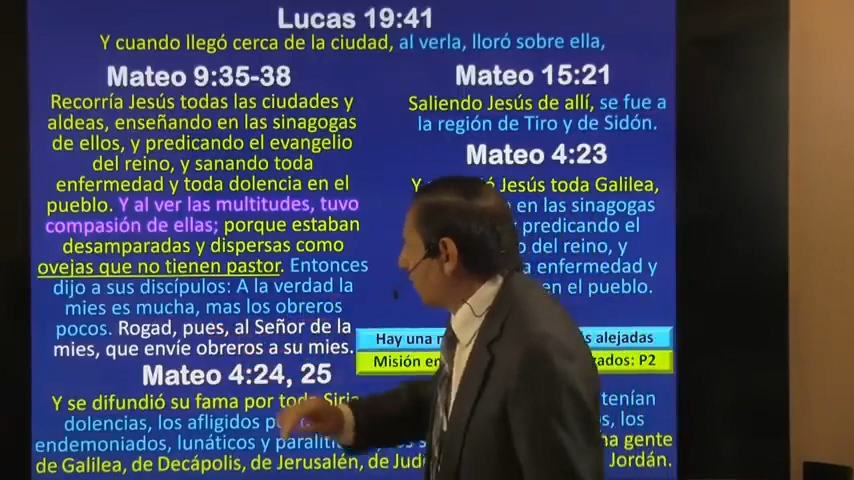 Lucas 19:41
Y cuando llegó cerca de la ciudad, al verla, lloró sobre ella,
Mateo 9:35-38
Recorría Jesús todas las ciudades y
aldeas, enseñando en las sinagogas
de ellos, y predicando el evangelio
del reino, y sanando toda
enfermedad y toda dolencia en el
pueblo. Y al ver las multitudes, tuvo
compasión de ellas; porque estaban
desamparadas y dispersas como
ovejas que no tienen pastor. Entonces
dijo a sus discípulos: A la verdad la
mies es mucha, mas los obreros
pocos. Rogad, pues, al Señor de la
mies, que envíe obreros a su mies.
Mateo 15:21
Saliendo Jesús de allí, se fue a
la región de Tiro y de Sidón.
Mateo 4:23
Y Jesús toda Galilea,
en las sinagogas
predicando el
del reino, y
enfermedad y
en el pueblo.
Hay una alejadas
Misión P2
Mateo 4:24, 25
Y se difundió su fama por toda Siria tenían
dolencias, los afligidos los
endemoniados, lunáticos y gente
de Galilea, de Decápolis, de Jerusalén, de Jordán.